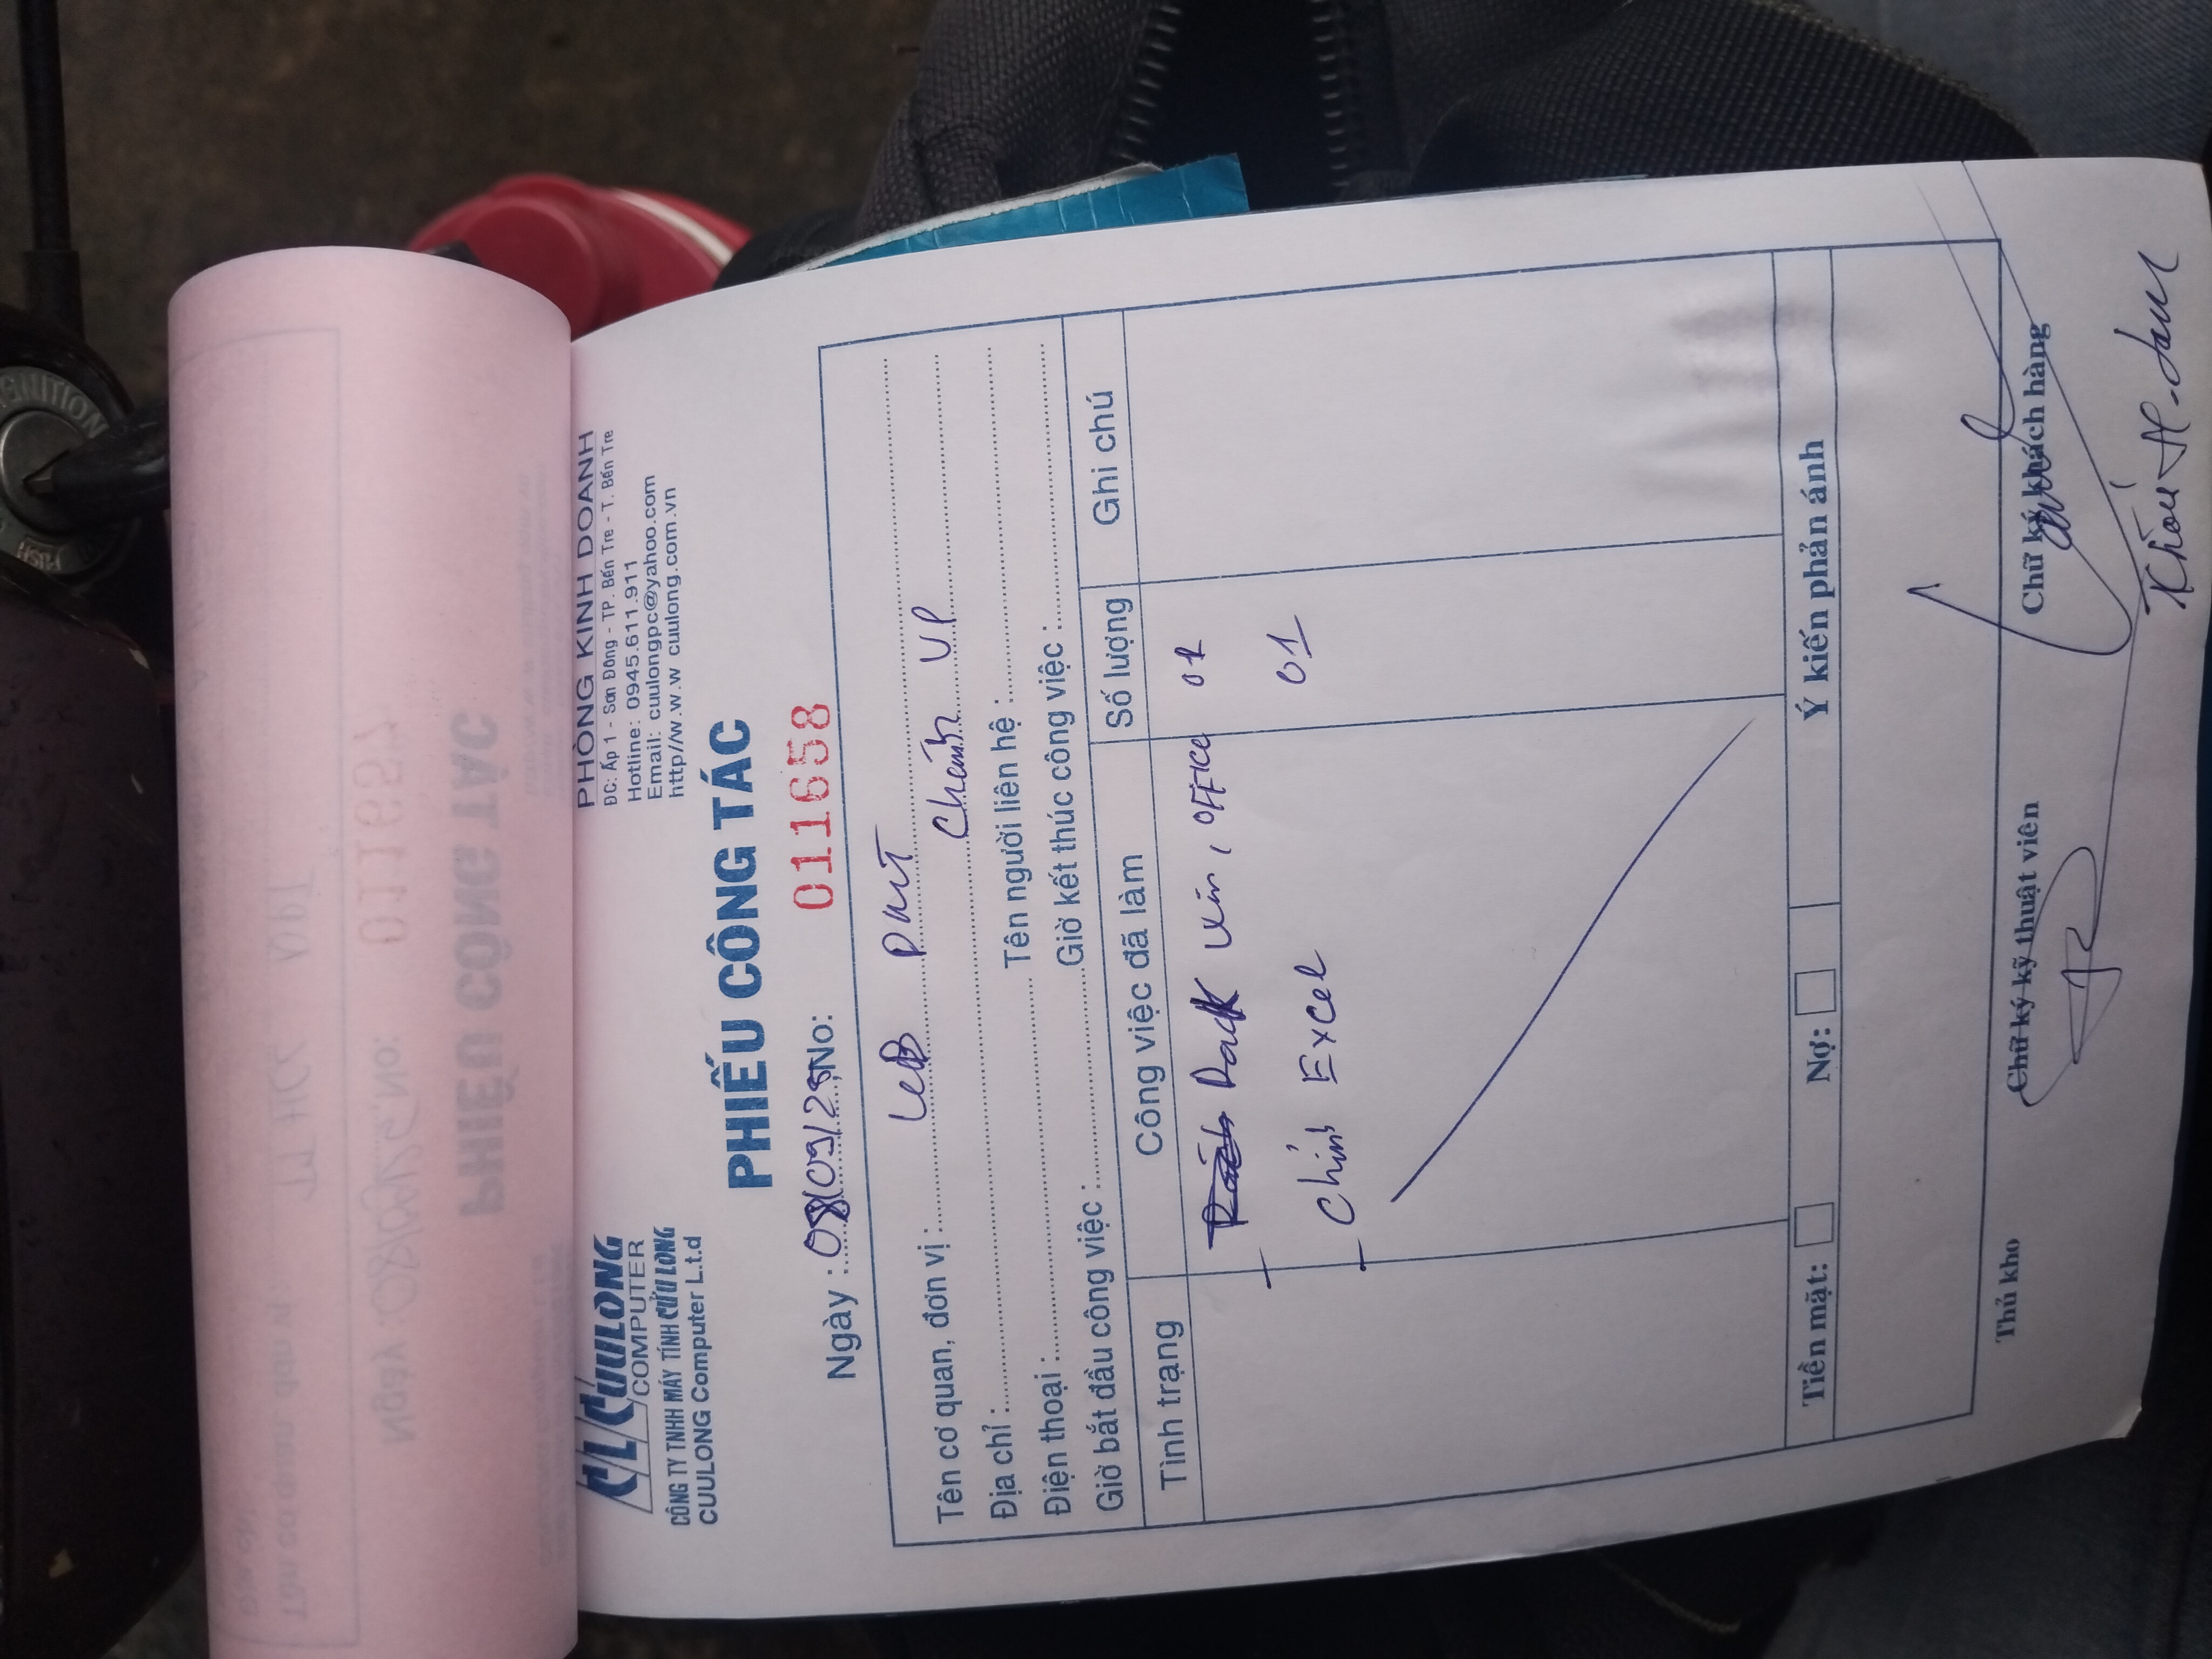 CL CUULONG
COMPUTER
CÔNG TY TNHH MÁY TÍNH CỬU LONG
CUULONG Computer L.t.d
PHÒNG KINH DOANH
ĐC: Ấp 1 - Sơn Đông - TP. Bến Tre - T. Bến Tre
Hotline: 0945.611.911
Email: cuulongpc@yahoo.com
http//w.w.w cuulong.com.vn
PHIẾU CÔNG TÁC
Ngày : 08/09/25 No: 011658
Tên cơ quan, đơn vị :
Địa chỉ :
Điện thoại : Tên người liên hệ :
Giờ bắt đầu công việc : Giờ kết thúc công việc :
Tình trạng Công việc đã làm Số lượng Ghi chú
Win, OFFICE 01
Chỉnh Excel 01
Tiền mặt: Nợ: Ý kiến phản ánh
Thủ kho Chữ ký kỹ thuật viên Chữ ký khách hàng